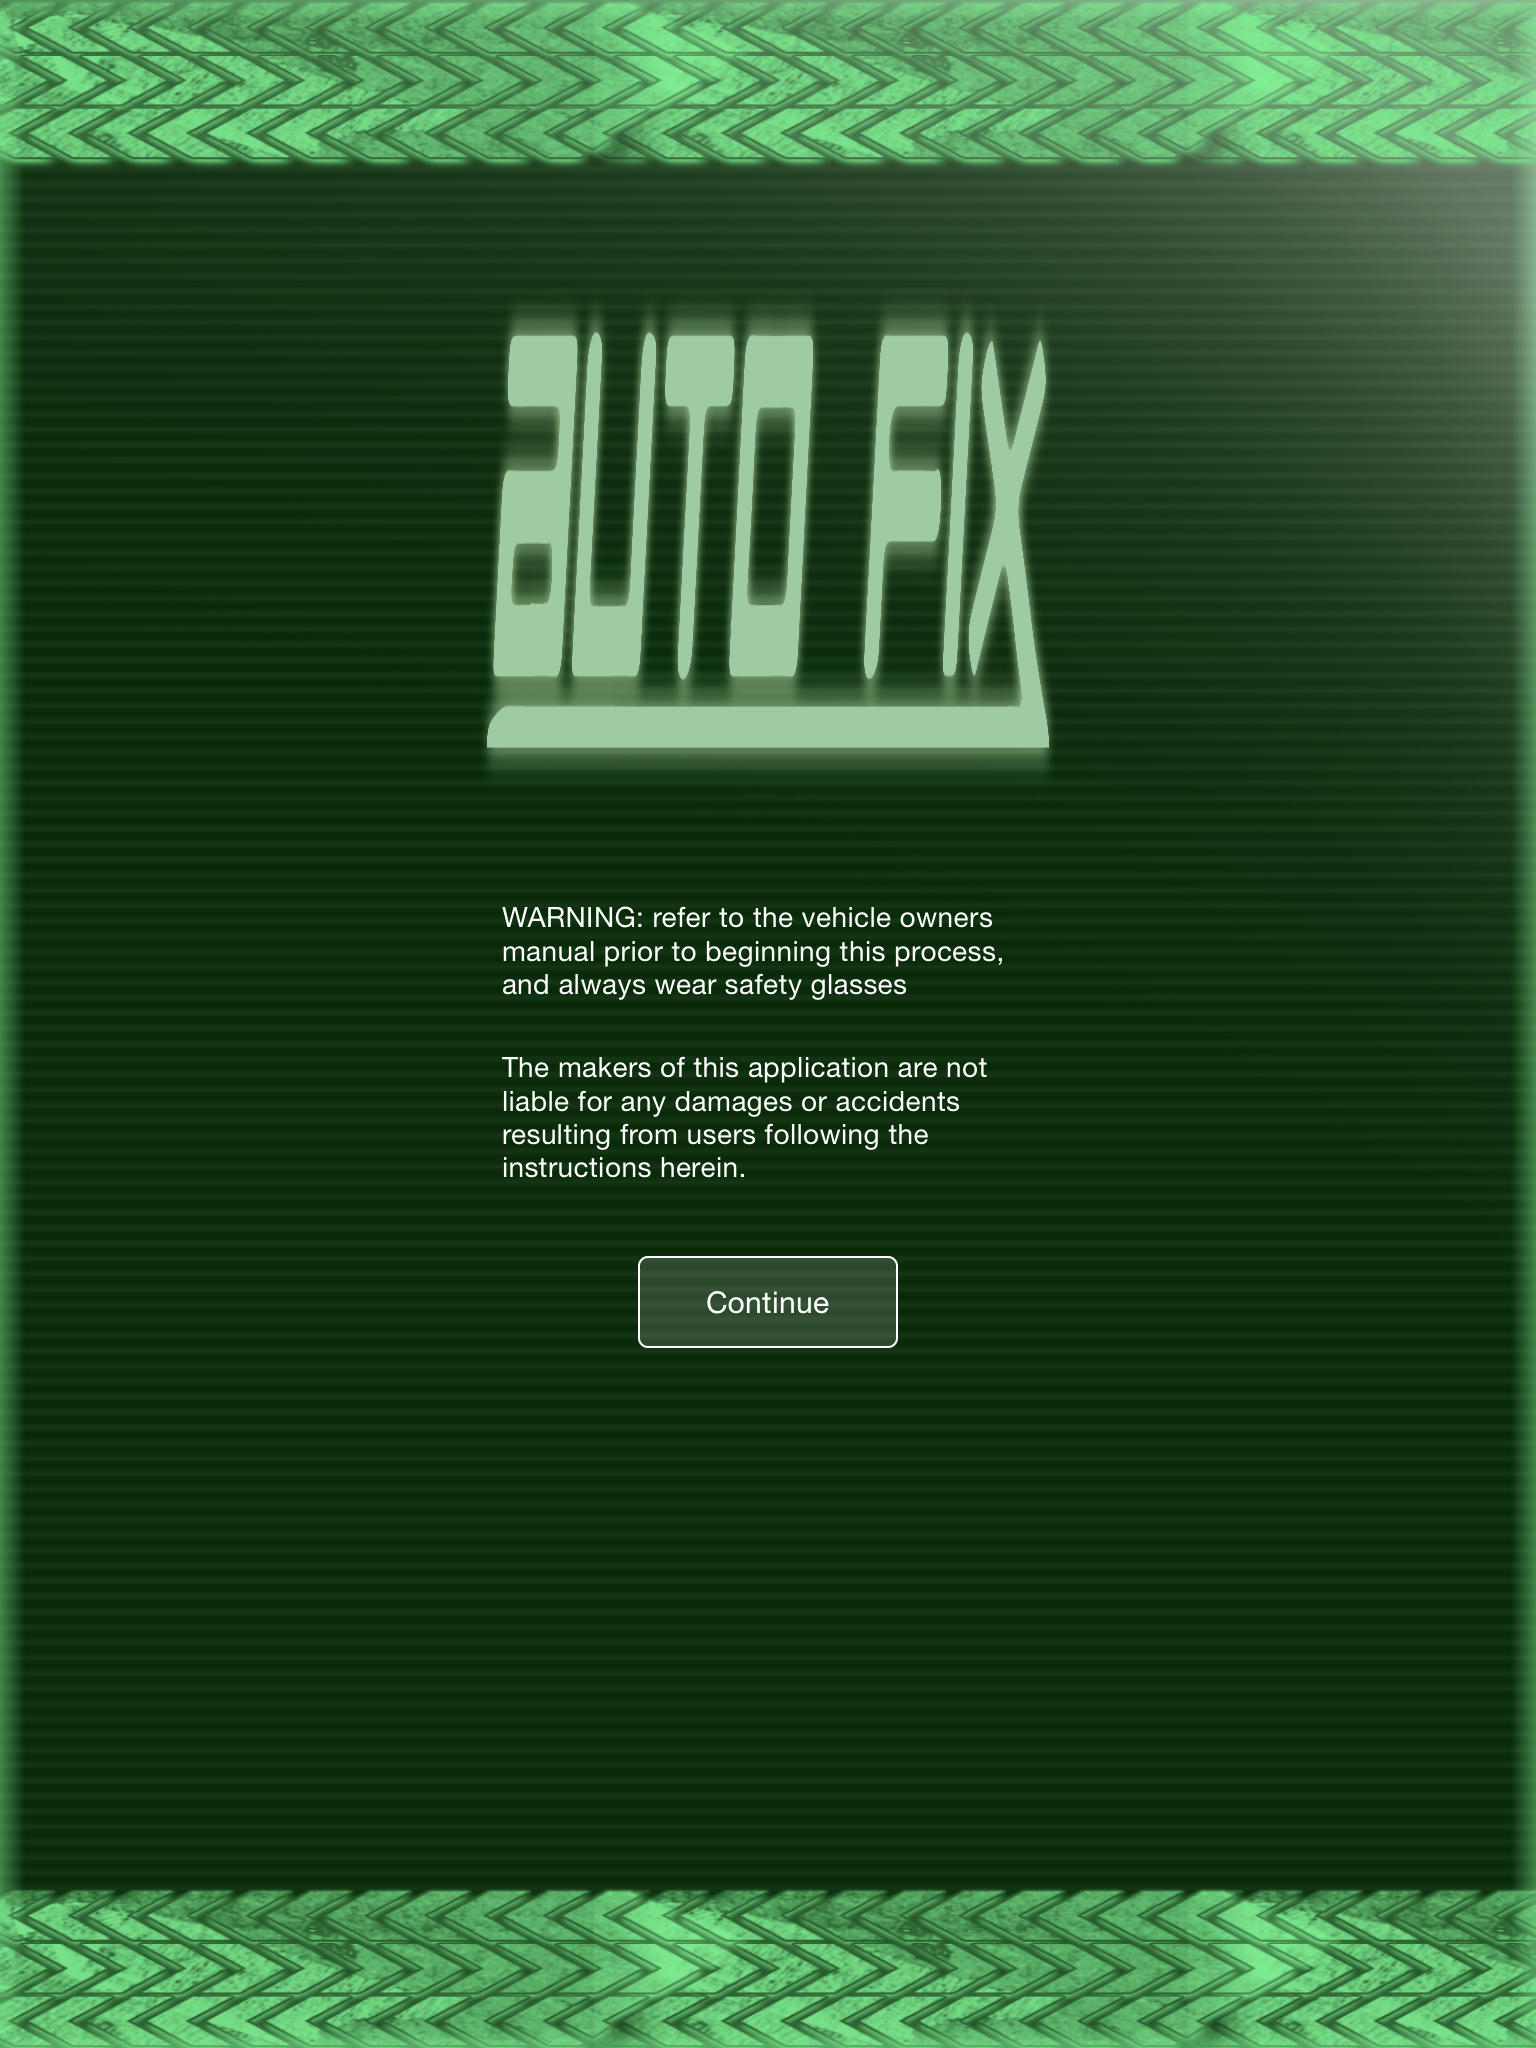 aUTO FIX
WARNING: refer to the vehicle owners
manual prior to beginning this process,
and always wear safety glasses
The makers of this application are not
liable for any damages or accidents
resulting from users following the
instructions herein.
Continue